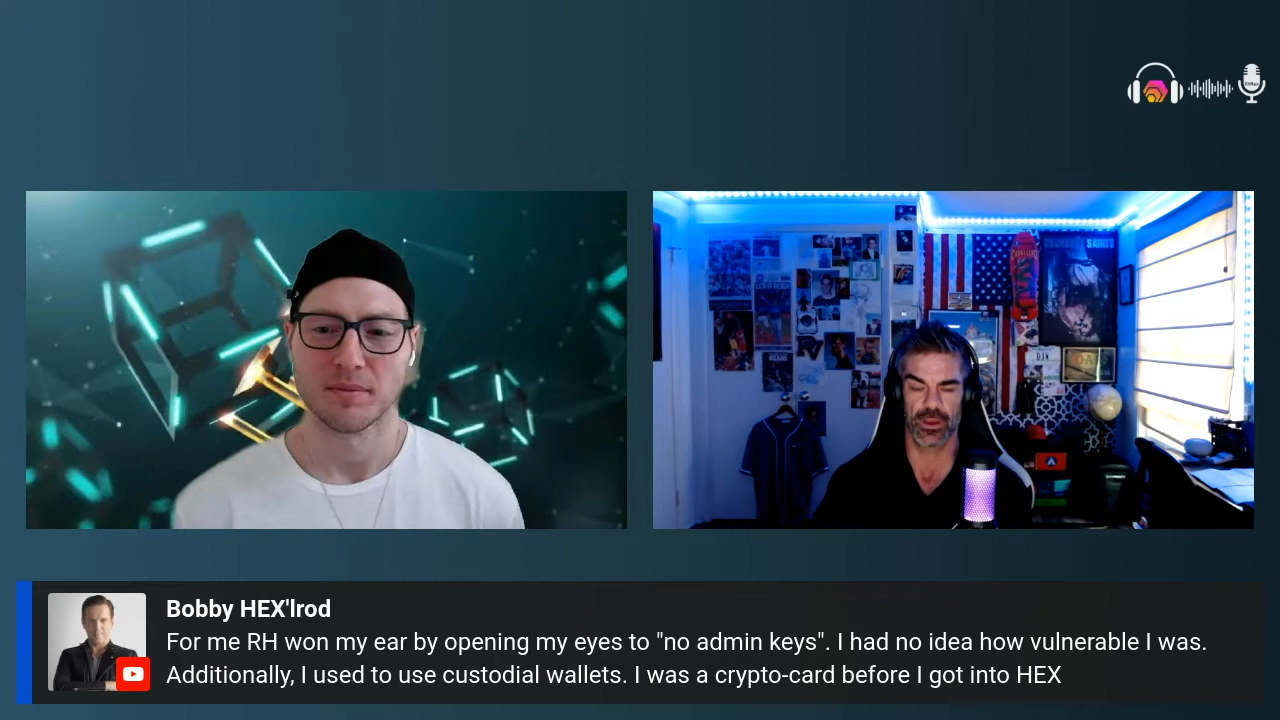 Bobby HEX'lrod
For me RH won my ear by opening my eyes to "no admin keys". I had no idea how vulnerable I was.
Additionally, I used to use custodial wallets. I was a crypto-card before I got into HEX